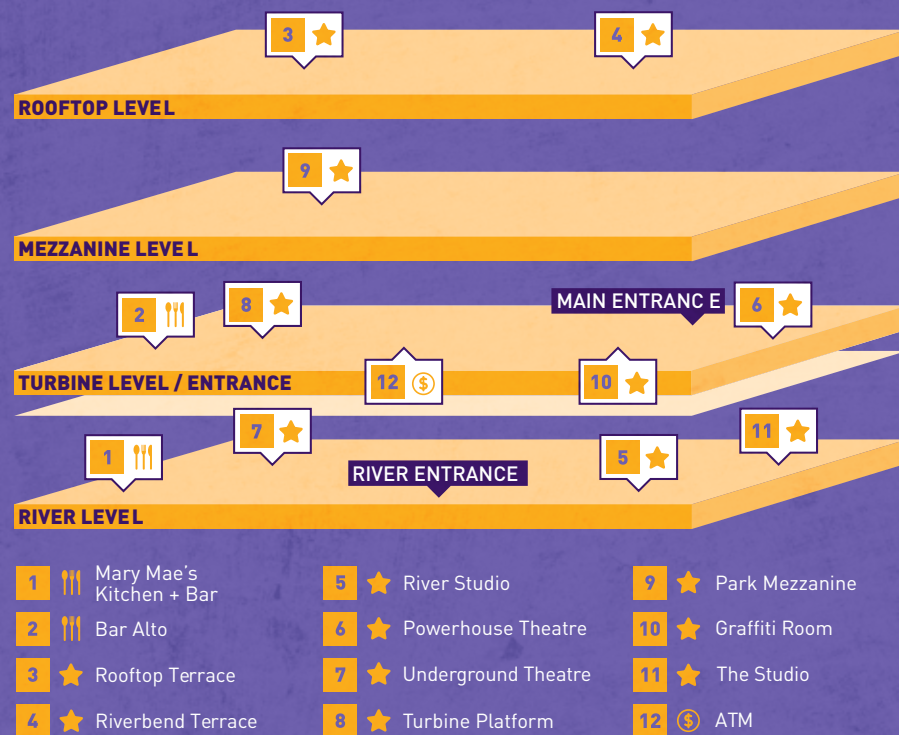 3
4
ROOFTOP LEVEL
9
MEZZANINE LEVEL
2
8
MAIN ENTRANCE
6
TURBINE LEVEL / ENTRANCE
12 $
10
1
7
RIVER ENTRANCE
5
11
RIVER LEVEL
1 Mary Mae's
Kitchen + Bar
2 Bar Alto
3 Rooftop Terrace
4 Riverbend Terrace
5 River Studio
6 Powerhouse Theatre
7 Underground Theatre
8 Turbine Platform
9 Park Mezzanine
10 Graffiti Room
11 The Studio
12 $ ATM